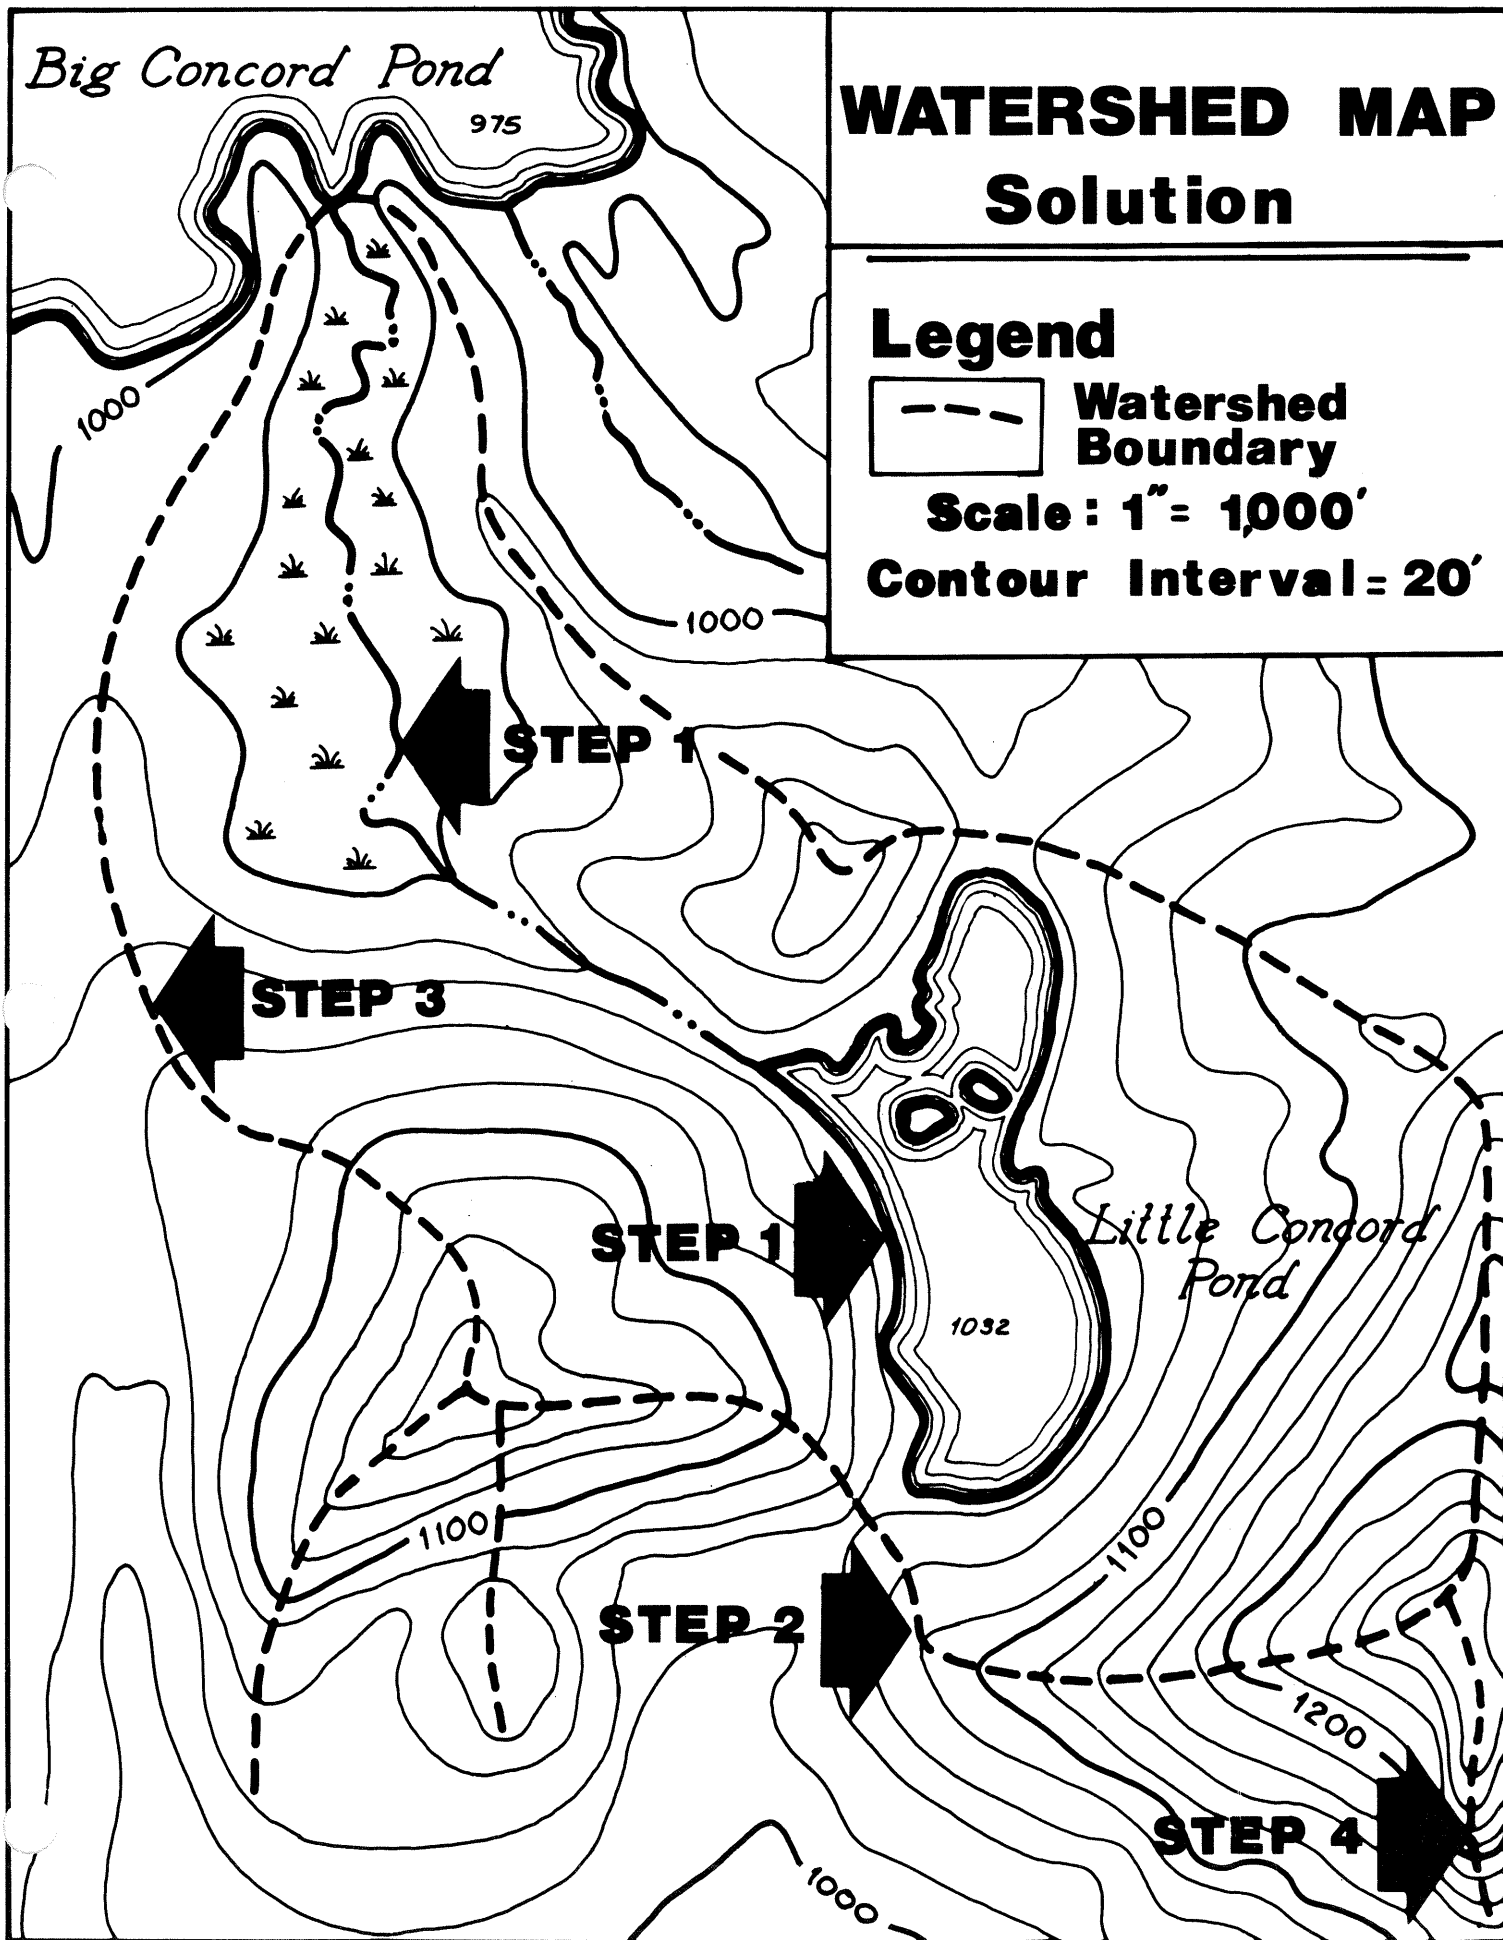 Big Concord Pond
975
WATERSHED MAP
Solution
Legend
Watershed
Boundary
Scale: 1"= 1,000'
Contour Interval= 20'
1000
1000
STEP 1
STEP 3
STEP 1
Little Concord
Pond
1032
1100
1100
STEP 2
1200
STEP 4
1000